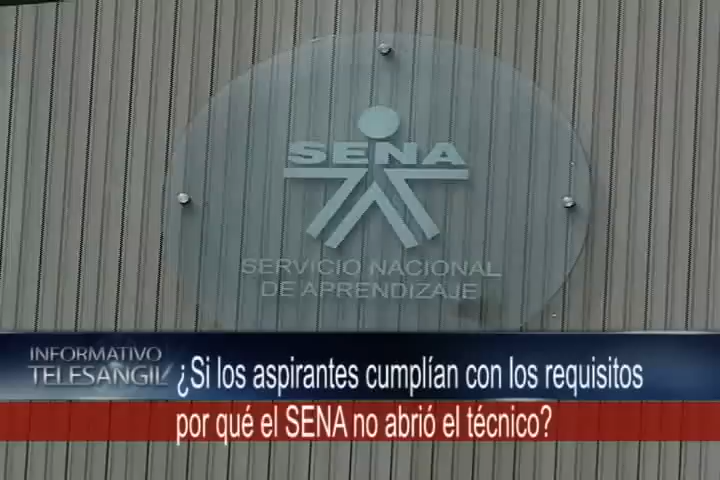 SENA
SERVICIO NACIONAL
DE APRENDIZAJE
INFORMATIVO
TELESANGIL
¿Si los aspirantes cumplían con los requisitos
por qué el SENA no abrió el técnico?